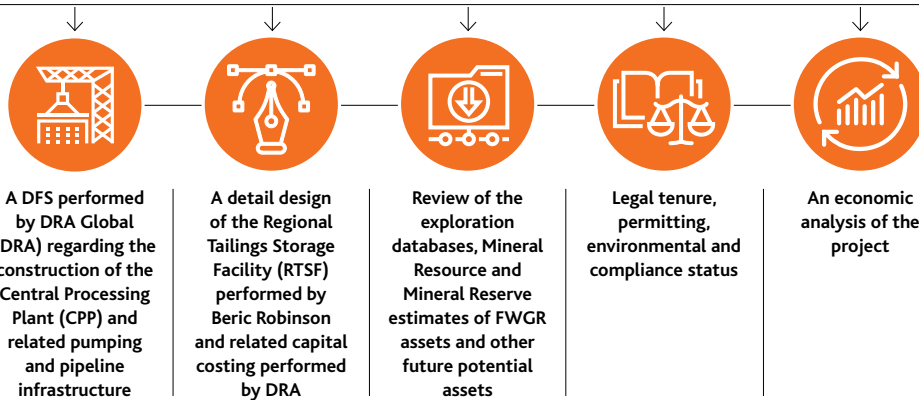 A DFS performed
by DRA Global
DRA) regarding the
construction of the
Central Processing
Plant (CPP) and
related pumping
and pipeline
infrastructure
A detail design
of the Regional
Tailings Storage
Facility (RTSF)
performed by
Beric Robinson
and related capital
costing performed
by DRA
Review of the
exploration
databases, Mineral
Resource and
Mineral Reserve
estimates of FWGR
assets and other
future potential
assets
Legal tenure,
permitting,
environmental and
compliance status
An economic
analysis of the
project